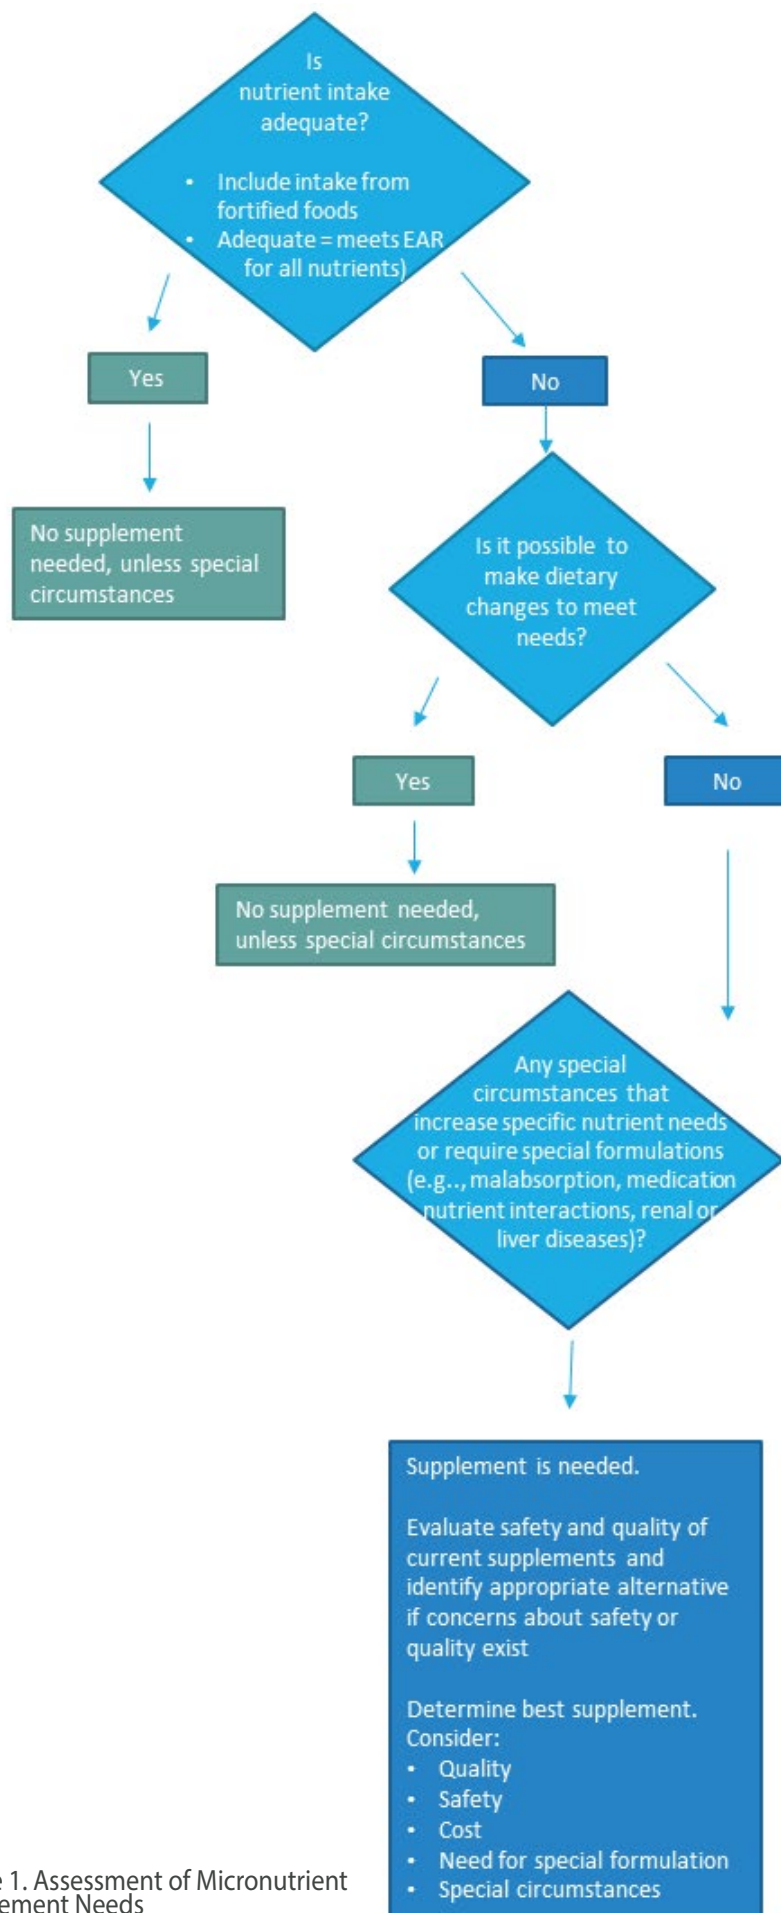 Is
nutrient intake
adequate?
• Include intake from
fortified foods
• Adequate = meets EAR
for all nutrients)
Yes
No
No supplement
needed, unless special
circumstances
Is it possible to
make dietary
changes to meet
needs?
Yes
No
No supplement needed,
unless special circumstances
Any special
circumstances that
increase specific nutrient needs
or require special formulations
(e.g.., malabsorption, medication
nutrient interactions, renal or
liver diseases)?
Supplement is needed.
Evaluate safety and quality of
current supplements and
identify appropriate alternative
if concerns about safety or
quality exist
Determine best supplement.
Consider:
• Quality
• Safety
• Cost
• Need for special formulation
• Special circumstances
e 1. Assessment of Micronutrient
lement Needs